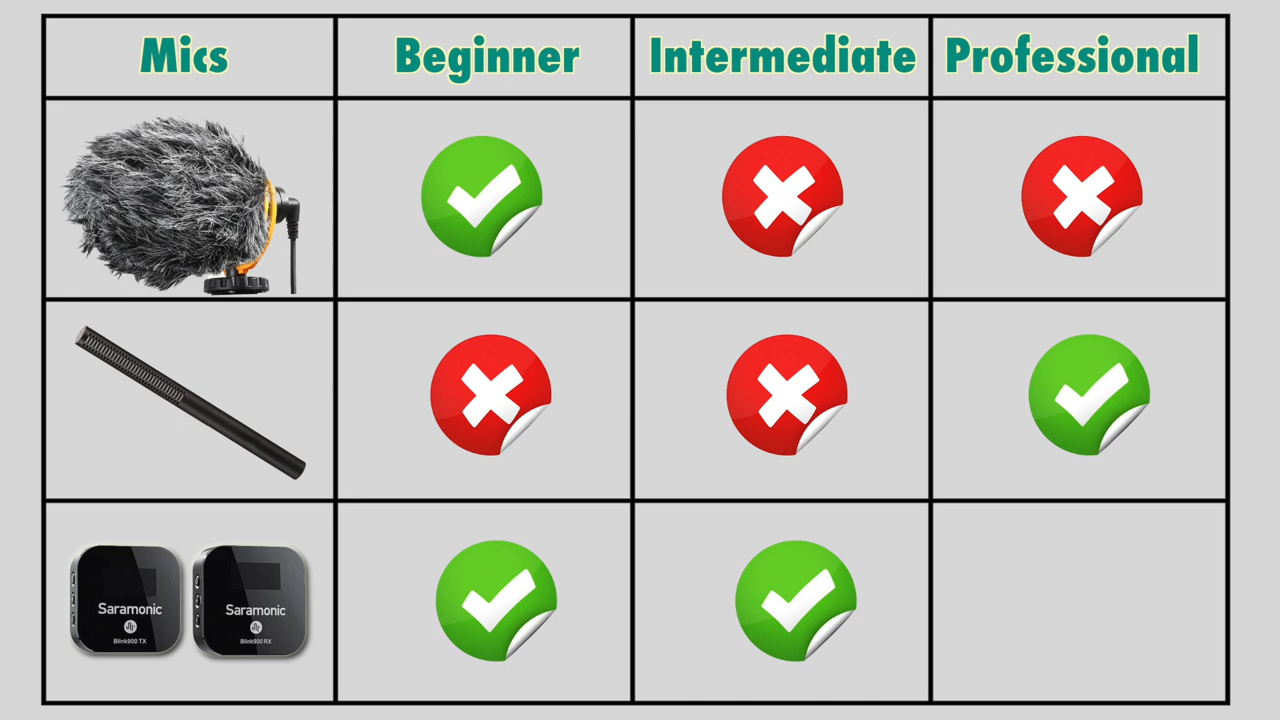 Mics Beginner Intermediate Professional
Saramonic Saramonic
Blink900 TX Blink900 RX